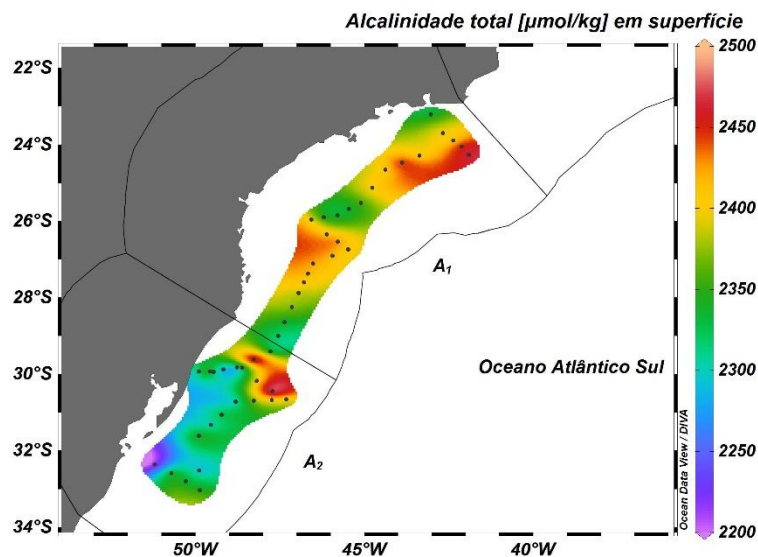 Alcalinidade total [µmol/kg] em superfície
22°S
24°S
26°S
28°S
30°S
32°S
34°S
50°W
45°W
40°W
A₁
A₂
Oceano Atlântico Sul
2500
2450
2400
2350
2300
2250
2200
Ocean Data View / DIVA